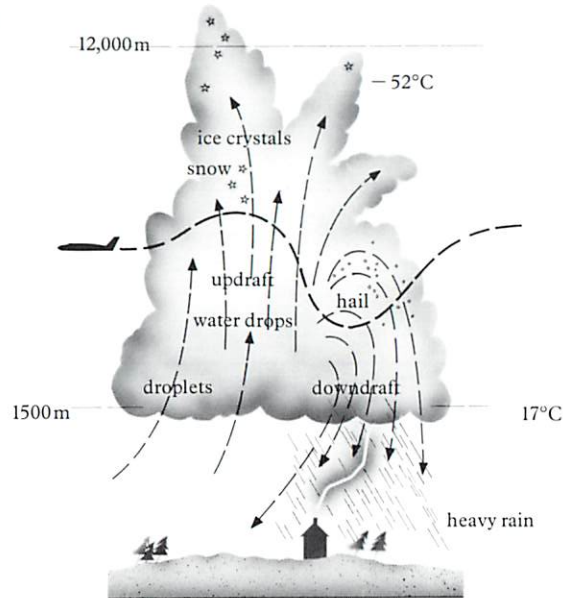 12,000 m
− 52°C
ice crystals
snow
updraft
hail
water drops
droplets
downdraft
1500 m
17°C
heavy rain